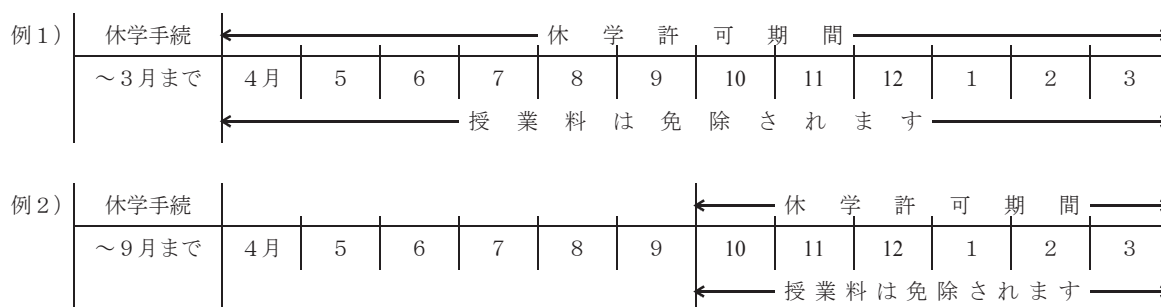 例１） 休学手続 休学許可期間
～３月まで ４月 ５ ６ ７ ８ ９ 10 11 12 １ ２ ３
授業料は免除されます
例２） 休学手続 休学許可期間
～９月まで ４月 ５ ６ ７ ８ ９ 10 11 12 １ ２ ３
授業料は免除されます